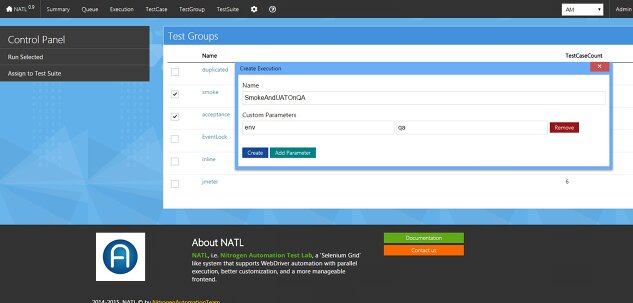 NATL 0.9 Summary Queue Execution TestCase TestGroup TestSuite AM Admin
Control Panel
Run Selected
Assign to Test Suite
Test Groups
Name TestCaseCount
duplicated
smoke
acceptance
EventLock
inline
jmeter 6
Create Execution x
Name
SmokeAndUATOnQA
Custom Parameters
env qa Remove
Create Add Parameter
A
About NATL
NATL, i.e. Nitrogen Automation Test Lab, a 'Selenium Grid'
like system that supports WebDriver automation with parallel
execution, better customization, and a more manageable
frontend.
Documentation
Contact us
2014-2015, NATL © by NitrogenAutomationTeam